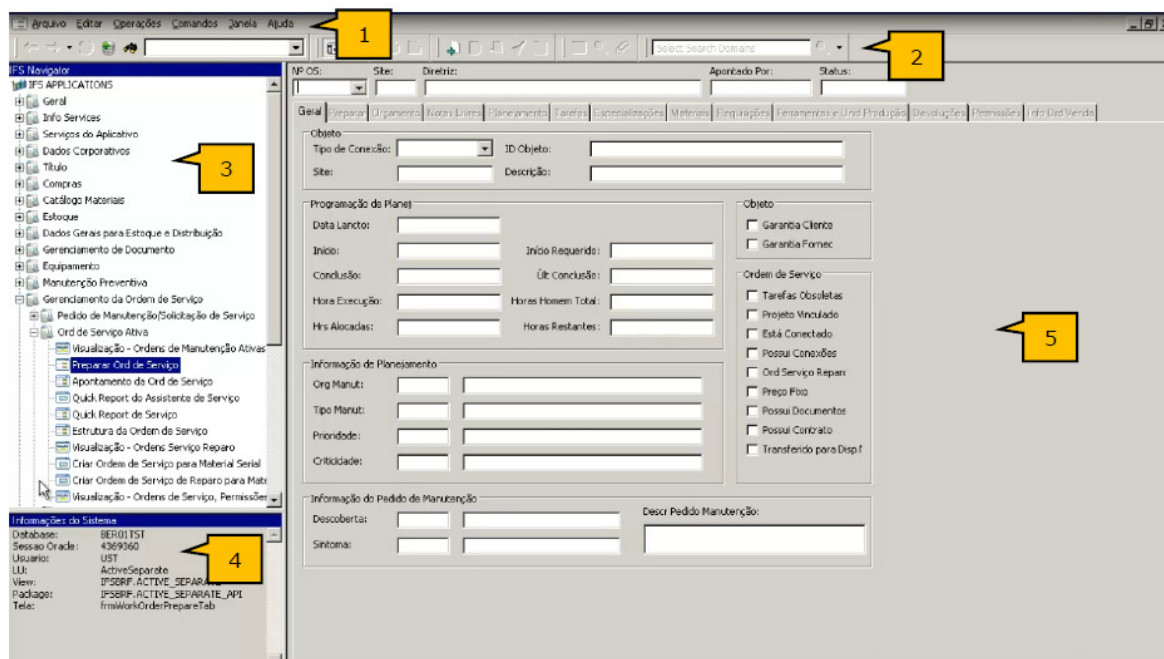 Arquivo Editar Operações Comandos Janela Ajuda
1
2
Select Search Domains
IFS Navigator
IFS APPLICATIONS
Geral
Info Services
Serviços do Aplicativo
Dados Corporativos
Título
Compras
Catálogo Materiais
Estoque
Dados Gerais para Estoque e Distribuição
Gerenciamento de Documento
Equipamento
Manutenção Preventiva
Gerenciamento da Ordem de Serviço
Pedido de Manutenção/Solicitação de Serviço
Ord de Serviço Ativa
Visualização - Ordens de Manutenção Ativas
Preparar Ord de Serviço
Apontamento da Ord de Serviço
Quick Report do Assistente de Serviço
Quick Report de Serviço
Estrutura da Ordem de Serviço
Visualização - Ordens Serviço Reparo
Criar Ordem de Serviço para Material Serial
Criar Ordem de Serviço de Reparo para Mate
Visualização - Ordens de Serviço, Permissões
3
Informações do Sistema
Database: BER01TST
Sessao Oracle: 4369360
Usuario: UST
LU: ActiveSeparate
View: IFSBRF.ACTIVE_SEPARATE
Package: IFSBRF.ACTIVE_SEPARATE_API
Tela: frmWorkOrderPrepareTab
4
Nº OS: Site: Diretriz: Apontado Por: Status:
Geral Preparar Orçamento Notas Livres Planejamento Tarefas Especializações Materiais Requisições Ferramentas e Unid Produção Devoluções Permissões Info Ord Venda
Objeto
Tipo de Conexão: ID Objeto:
Site: Descrição:
Programação de Planej
Data Lancto:
Início: Início Requerido:
Conclusão: Últ Conclusão:
Hora Execução: Horas Homem Total:
Hrs Alocadas: Horas Restantes:
Objeto
Garantia Cliente
Garantia Fornec
Ordem de Serviço
Tarefas Obsoletas
Projeto Vinculado
Está Conectado
Possui Conexões
Ord Serviço Repara
Preço Fixo
Possui Documentos
Possui Contrato
Transferido para Disp
5
Informação de Planejamento
Org Manut:
Tipo Manut:
Prioridade:
Criticidade:
Informação do Pedido de Manutenção
Descoberta: Descr Pedido Manutenção:
Sintoma: